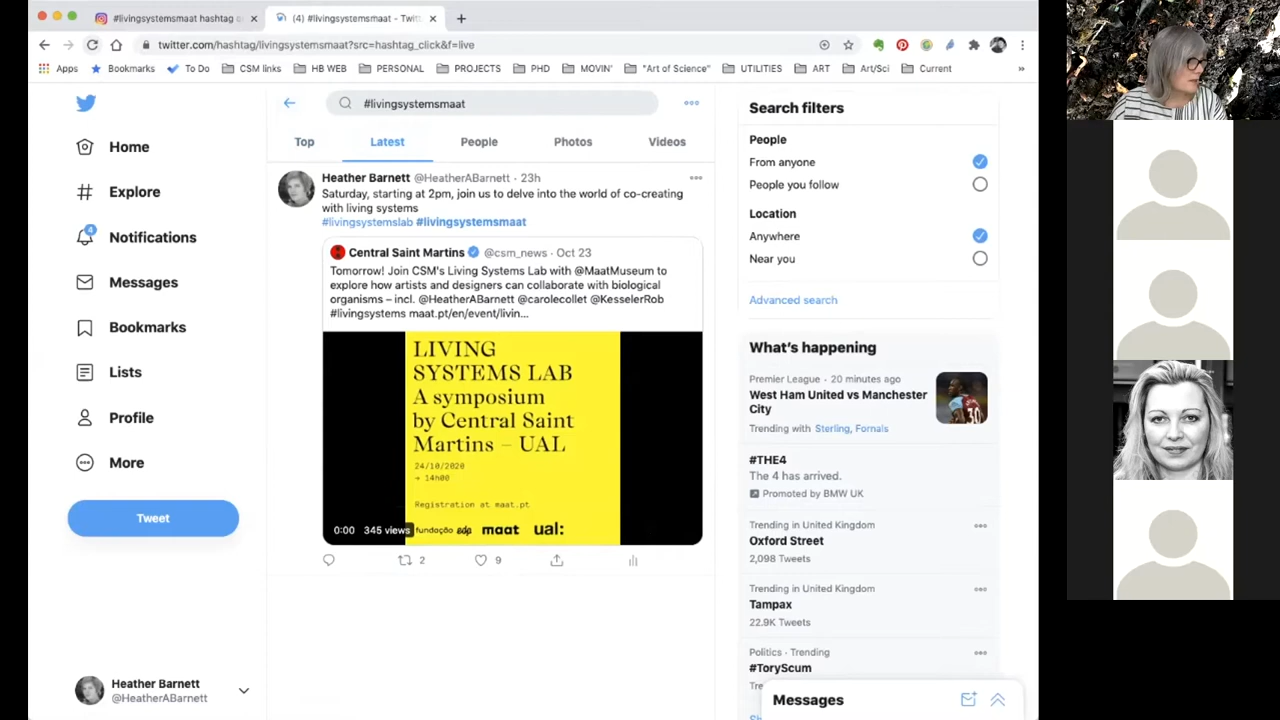 #livingsystemsmaat hashtag o
(4) #livingsystemsmaat - Twitt
twitter.com/hashtag/livingsystemsmaat?src=hashtag_click&f=live
Apps Bookmarks To Do CSM links HB WEB PERSONAL PROJECTS PHD MOVIN' "Art of Science" UTILITIES ART Art/Sci Current »
#livingsystemsmaat
Top Latest People Photos Videos
Home
Explore
4
Notifications
Messages
Bookmarks
Lists
Profile
More
Tweet
Heather Barnett
@HeatherABarnett
Heather Barnett @HeatherABarnett · 23h
Saturday, starting at 2pm, join us to delve into the world of co-creating
with living systems
#livingsystemslab #livingsystemsmaat
Central Saint Martins @csm_news · Oct 23
Tomorrow! Join CSM's Living Systems Lab with @MaatMuseum to
explore how artists and designers can collaborate with biological
organisms – incl. @HeatherABarnett @carolecollet @KesselerRob
#livingsystems maat.pt/en/event/livin...
LIVING
SYSTEMS LAB
A symposium
by Central Saint
Martins – UAL
24/10/2020
→ 14h00
Registration at maat.pt
0:00 345 views
fundação edp maat ual:
2 9
Search filters
People
From anyone
People you follow
Location
Anywhere
Near you
Advanced search
What's happening
Premier League · 20 minutes ago
West Ham United vs Manchester
City
Trending with Sterling, Fornals
30
#THE4
The 4 has arrived.
Promoted by BMW UK
Trending in United Kingdom
Oxford Street
2,098 Tweets
Trending in United Kingdom
Tampax
22.9K Tweets
Politics · Trending
#ToryScum
Messages